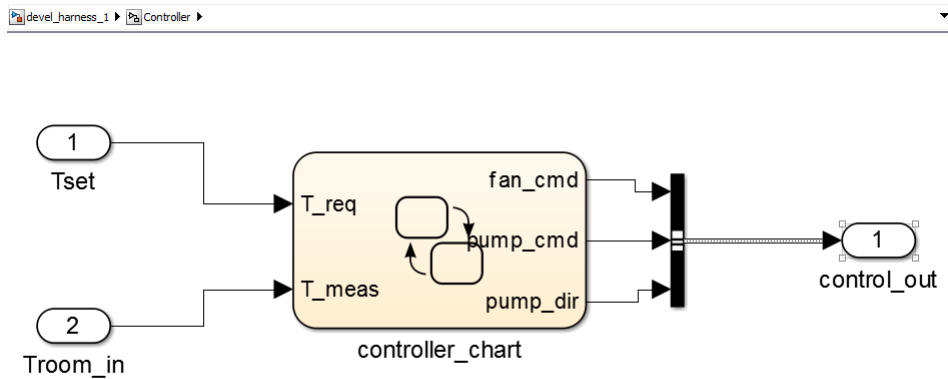 devel_harness_1 Controller
1
Tset
2
Troom_in
T_req
T_meas
fan_cmd
pump_cmd
pump_dir
controller_chart
1
control_out